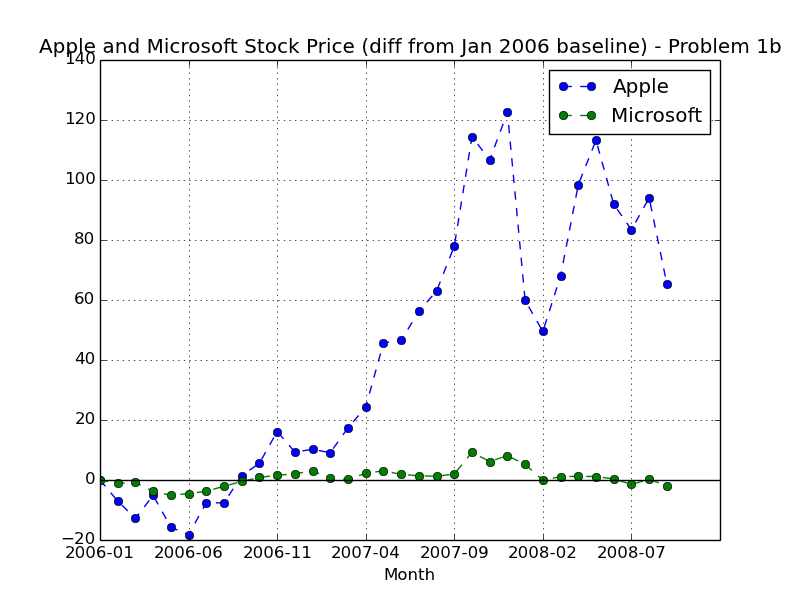 Apple and Microsoft Stock Price (diff from Jan 2006 baseline) - Problem 1b
Apple
Microsoft
140
120
100
80
60
40
20
0
−20
2006-01 2006-06 2006-11 2007-04 2007-09 2008-02 2008-07
Month